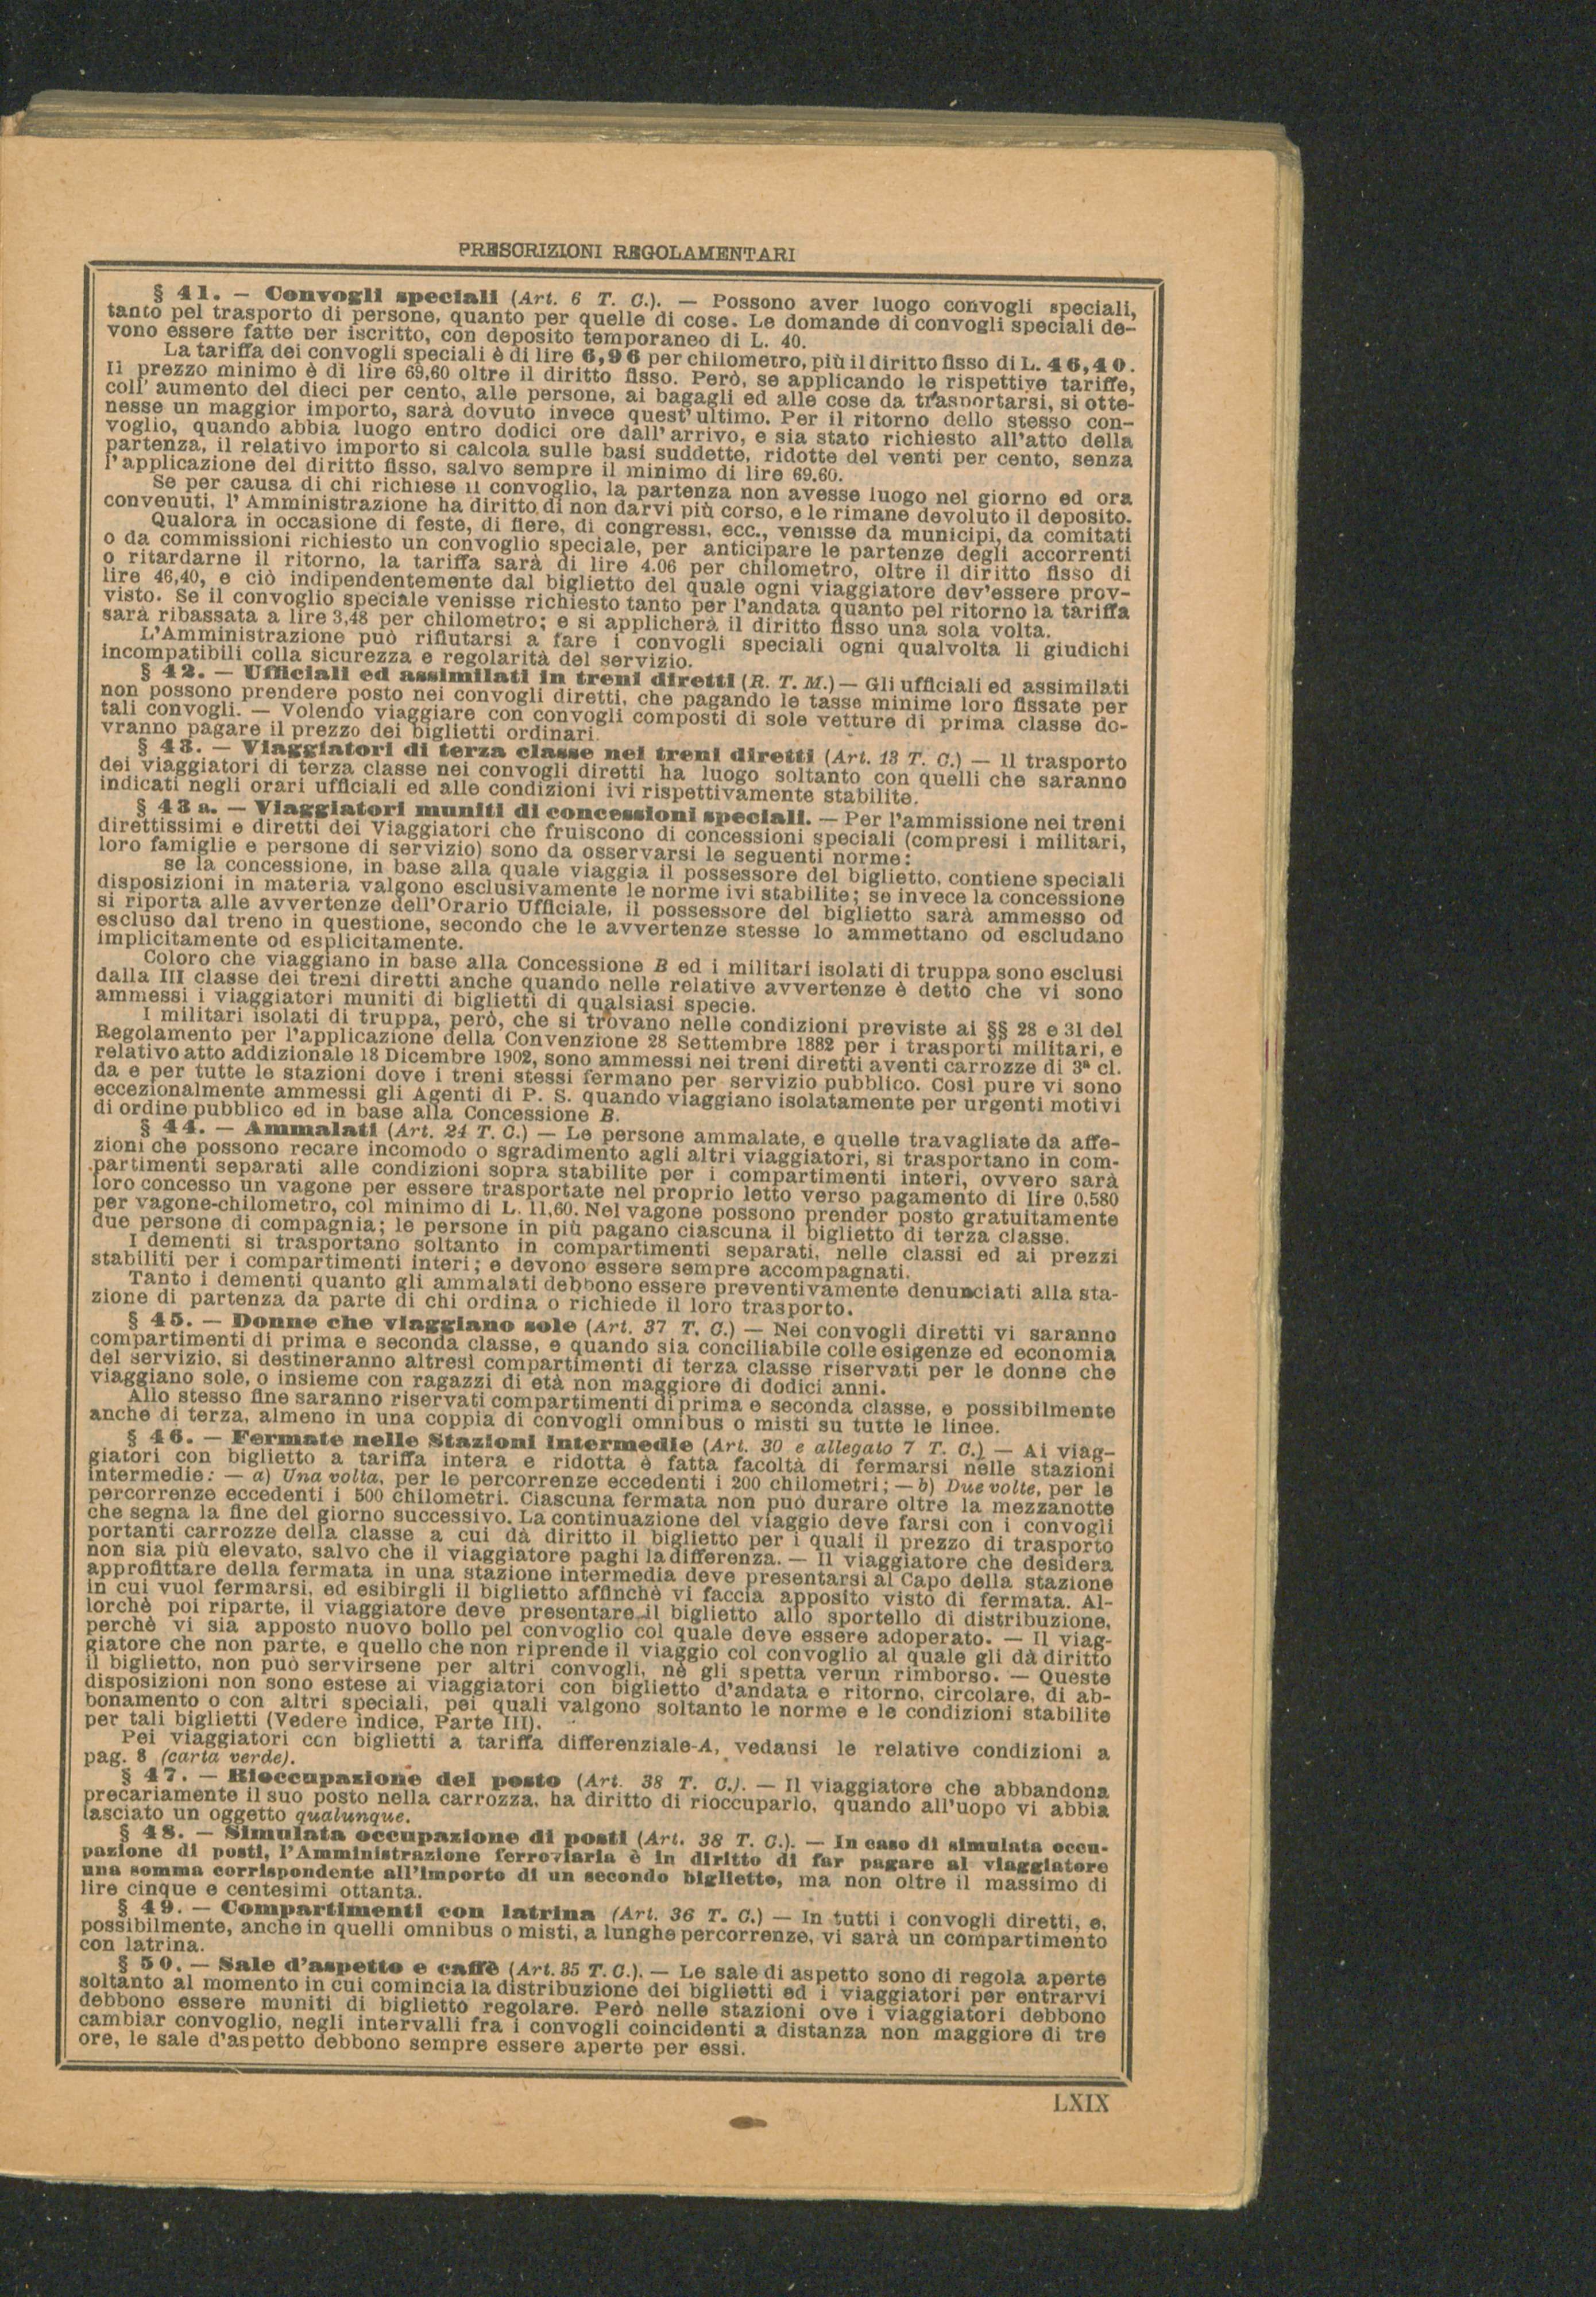 PRESCRIZIONI REGOLAMENTARI
§ 41. — Convogli speciali (Art. 6 T. C.). — Possono aver luogo convogli speciali,
tanto pel trasporto di persone, quanto per quelle di cose. Le domande di convogli speciali de-
vono essere fatte per iscritto, con deposito temporaneo di L. 40.
La tariffa dei convogli speciali è di lire 6,96 per chilometro, più il diritto fisso di L. 46,40.
Il prezzo minimo è di lire 69,60 oltre il diritto fisso. Però, se applicando le rispettive tariffe,
coll' aumento del dieci per cento, alle persone, ai bagagli ed alle cose da trasportarsi, si otte-
nesse un maggior importo, sarà dovuto invece quest' ultimo. Per il ritorno dello stesso con-
voglio, quando abbia luogo entro dodici ore dall' arrivo, e sia stato richiesto all'atto della
partenza, il relativo importo si calcola sulle basi suddette, ridotte del venti per cento, senza
l'applicazione del diritto fisso, salvo sempre il minimo di lire 69.60.
Se per causa di chi richiese il convoglio, la partenza non avesse luogo nel giorno ed ora
convenuti, l' Amministrazione ha diritto di non darvi più corso, e le rimane devoluto il deposito.
Qualora in occasione di feste, di fiere, di congressi, ecc., venisse da municipi, da comitati
o da commissioni richiesto un convoglio speciale, per anticipare le partenze degli accorrenti
o ritardarne il ritorno, la tariffa sarà di lire 4.06 per chilometro, oltre il diritto fisso di
lire 46,40, e ciò indipendentemente dal biglietto del quale ogni viaggiatore dev'essere prov-
visto. Se il convoglio speciale venisse richiesto tanto per l'andata quanto pel ritorno la tariffa
sarà ribassata a lire 3,48 per chilometro; e si applicherà il diritto fisso una sola volta.
L'Amministrazione può rifiutarsi a fare i convogli speciali ogni qualvolta li giudichi
incompatibili colla sicurezza e regolarità del servizio.
§ 42. — Ufficiali ed assimilati in treni diretti (R. T. M.) — Gli ufficiali ed assimilati
non possono prendere posto nei convogli diretti, che pagando le tasse minime loro fissate per
tali convogli. — Volendo viaggiare con convogli composti di sole vetture di prima classe do-
vranno pagare il prezzo dei biglietti ordinari.
§ 43. — Viaggiatori di terza classe nei treni diretti (Art. 13 T. C.) — Il trasporto
dei viaggiatori di terza classe nei convogli diretti ha luogo soltanto con quelli che saranno
indicati negli orari ufficiali ed alle condizioni ivi rispettivamente stabilite.
§ 43 a. — Viaggiatori muniti di concessioni speciali. — Per l'ammissione nei treni
direttissimi e diretti dei Viaggiatori che fruiscono di concessioni speciali (compresi i militari,
loro famiglie e persone di servizio) sono da osservarsi le seguenti norme:
se la concessione, in base alla quale viaggia il possessore del biglietto, contiene speciali
disposizioni in materia valgono esclusivamente le norme ivi stabilite; se invece la concessione
si riporta alle avvertenze dell'Orario Ufficiale, il possessore del biglietto sarà ammesso od
escluso dal treno in questione, secondo che le avvertenze stesse lo ammettano od escludano
implicitamente od esplicitamente.
Coloro che viaggiano in base alla Concessione B ed i militari isolati di truppa sono esclusi
dalla III classe dei treni diretti anche quando nelle relative avvertenze è detto che vi sono
ammessi i viaggiatori muniti di biglietti di qualsiasi specie.
I militari isolati di truppa, però, che si trovano nelle condizioni previste ai §§ 28 e 31 del
Regolamento per l'applicazione della Convenzione 28 Settembre 1882 per i trasporti militari, e
relativo atto addizionale 18 Dicembre 1902, sono ammessi nei treni diretti aventi carrozze di 3ª cl.
da e per tutte le stazioni dove i treni stessi fermano per servizio pubblico. Così pure vi sono
eccezionalmente ammessi gli Agenti di P. S. quando viaggiano isolatamente per urgenti motivi
di ordine pubblico ed in base alla Concessione B.
§ 44. — Ammalati (Art. 24 T. C.) — Le persone ammalate, e quelle travagliate da affe-
zioni che possono recare incomodo o sgradimento agli altri viaggiatori, si trasportano in com-
partimenti separati alle condizioni sopra stabilite per i compartimenti interi, ovvero sarà
loro concesso un vagone per essere trasportate nel proprio letto verso pagamento di lire 0,580
per vagone-chilometro, col minimo di L. 11,60. Nel vagone possono prender posto gratuitamente
due persone di compagnia; le persone in più pagano ciascuna il biglietto di terza classe.
I dementi si trasportano soltanto in compartimenti separati, nelle classi ed ai prezzi
stabiliti per i compartimenti interi; e devono essere sempre accompagnati.
Tanto i dementi quanto gli ammalati debbono essere preventivamente denunciati alla sta-
zione di partenza da parte di chi ordina o richiede il loro trasporto.
§ 45. — Donne che viaggiano sole (Art. 37 T. C.) — Nei convogli diretti vi saranno
compartimenti di prima e seconda classe, e quando sia conciliabile colle esigenze ed economia
del servizio, si destineranno altresì compartimenti di terza classe riservati per le donne che
viaggiano sole, o insieme con ragazzi di età non maggiore di dodici anni.
Allo stesso fine saranno riservati compartimenti di prima e seconda classe, e possibilmente
anche di terza, almeno in una coppia di convogli omnibus o misti su tutte le linee.
§ 46. — Fermate nelle Stazioni intermedie (Art. 30 e allegato 7 T. C.) — Ai viag-
giatori con biglietto a tariffa intera e ridotta è fatta facoltà di fermarsi nelle stazioni
intermedie: — a) Una volta, per le percorrenze eccedenti i 200 chilometri; — b) Due volte, per le
percorrenze eccedenti i 500 chilometri. Ciascuna fermata non può durare oltre la mezzanotte
che segna la fine del giorno successivo. La continuazione del viaggio deve farsi con i convogli
portanti carrozze della classe a cui dà diritto il biglietto per i quali il prezzo di trasporto
non sia più elevato, salvo che il viaggiatore paghi la differenza. — Il viaggiatore che desidera
approfittare della fermata in una stazione intermedia deve presentarsi al Capo della stazione
in cui vuol fermarsi, ed esibirgli il biglietto affinchè vi faccia apposito visto di fermata. Al-
lorchè poi riparte, il viaggiatore deve presentare il biglietto allo sportello di distribuzione,
perchè vi sia apposto nuovo bollo pel convoglio col quale deve essere adoperato. — Il viag-
giatore che non parte, e quello che non riprende il viaggio col convoglio al quale gli dà diritto
il biglietto, non può servirsene per altri convogli, nè gli spetta verun rimborso. — Queste
disposizioni non sono estese ai viaggiatori con biglietto d'andata e ritorno, circolare, di ab-
bonamento o con altri speciali, pei quali valgono soltanto le norme e le condizioni stabilite
per tali biglietti (Vedere indice, Parte III).
Pei viaggiatori con biglietti a tariffa differenziale-A, vedansi le relative condizioni a
pag. 8 (carta verde).
§ 47. — Rioccupazione del posto (Art. 38 T. C.). — Il viaggiatore che abbandona
precariamente il suo posto nella carrozza, ha diritto di rioccuparlo, quando all'uopo vi abbia
lasciato un oggetto qualunque.
§ 48. — Simulata occupazione di posti (Art. 38 T. C.). — In caso di simulata occu-
pazione di posti, l'Amministrazione ferroviaria è in diritto di far pagare al viaggiatore
una somma corrispondente all'importo di un secondo biglietto, ma non oltre il massimo di
lire cinque e centesimi ottanta.
§ 49. — Compartimenti con latrina (Art. 36 T. C.) — In tutti i convogli diretti, e,
possibilmente, anche in quelli omnibus o misti, a lunghe percorrenze, vi sarà un compartimento
con latrina.
§ 50. — Sale d'aspetto e caffè (Art. 35 T. C.). — Le sale di aspetto sono di regola aperte
soltanto al momento in cui comincia la distribuzione dei biglietti ed i viaggiatori per entrarvi
debbono essere muniti di biglietto regolare. Però nelle stazioni ove i viaggiatori debbono
cambiar convoglio, negli intervalli fra i convogli coincidenti a distanza non maggiore di tre
ore, le sale d'aspetto debbono sempre essere aperte per essi.
LXIX